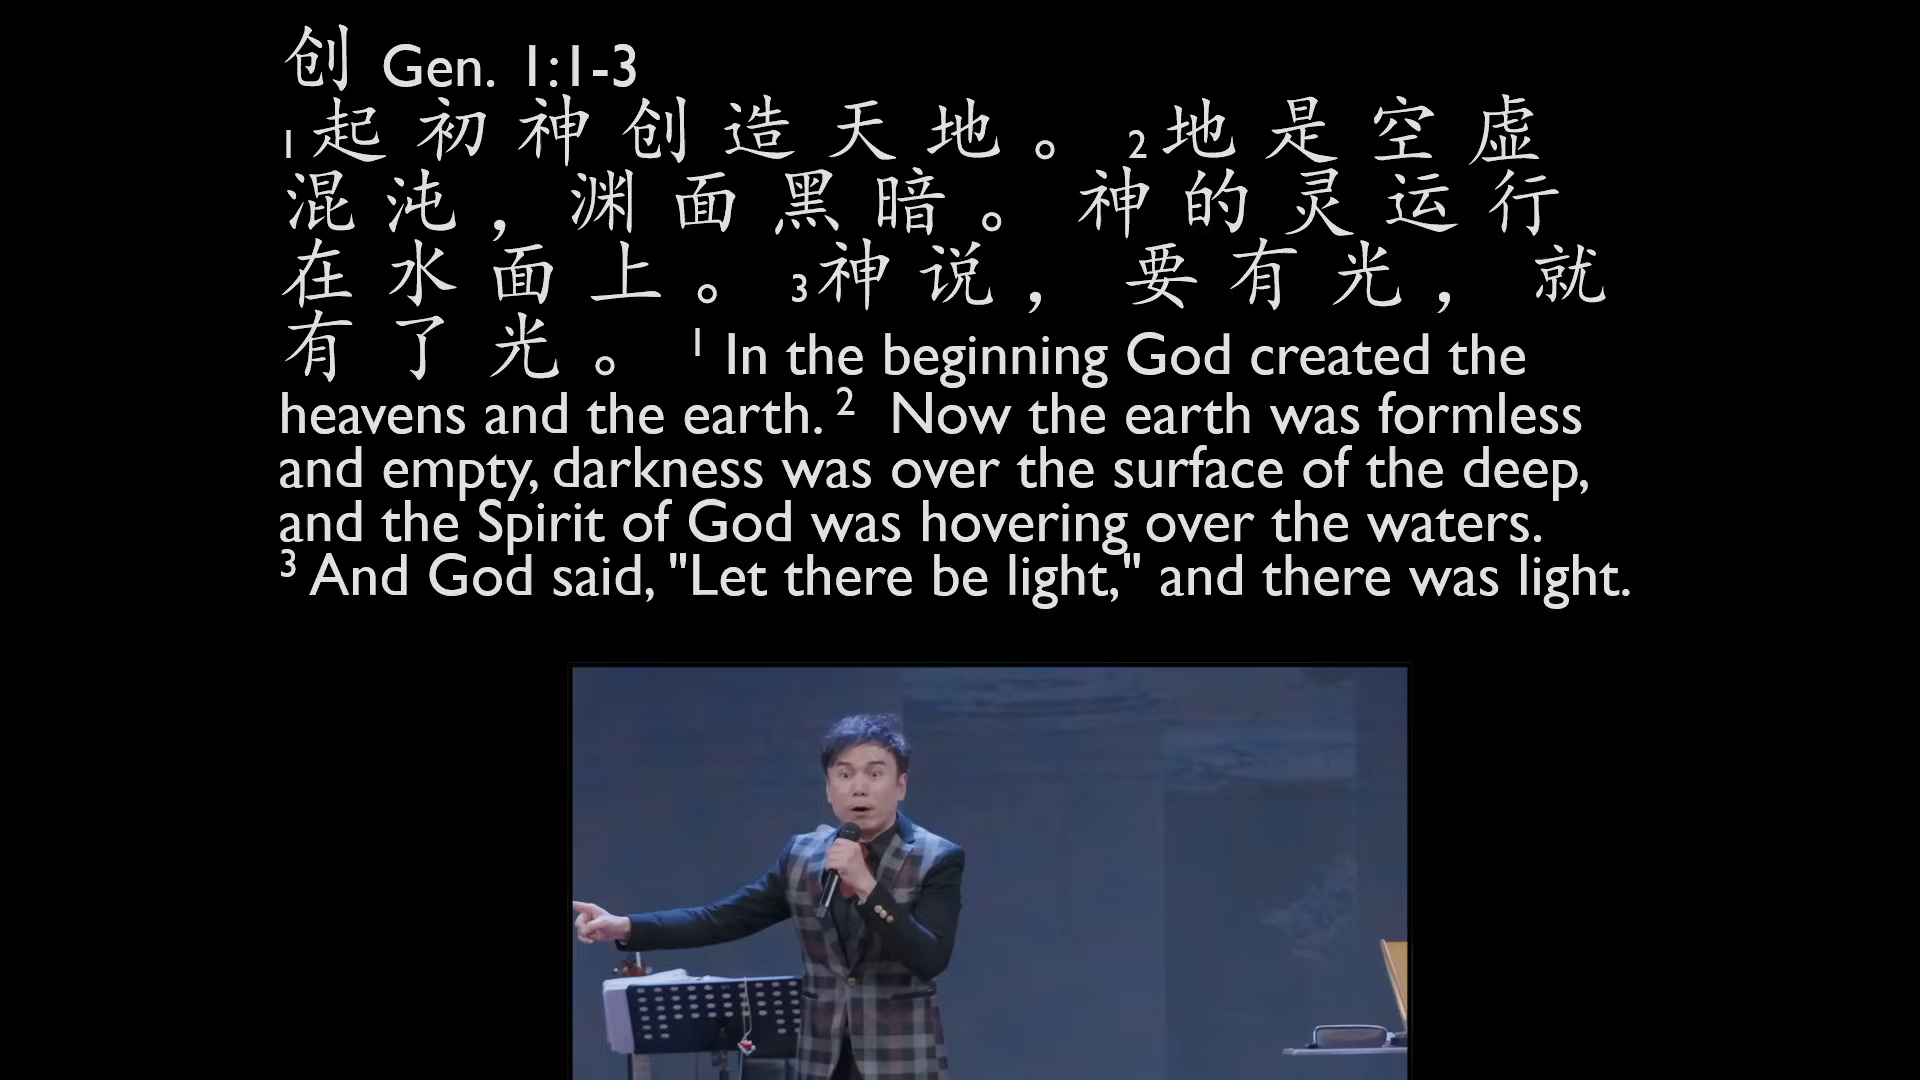 创 Gen. 1:1-3
1起初神创造天地。2地是空虚
混沌，渊面黑暗。神的灵运行
在水面上。3神说，要有光，就
有了光。 1 In the beginning God created the
heavens and the earth. 2 Now the earth was formless
and empty, darkness was over the surface of the deep,
and the Spirit of God was hovering over the waters.
3 And God said, "Let there be light," and there was light.